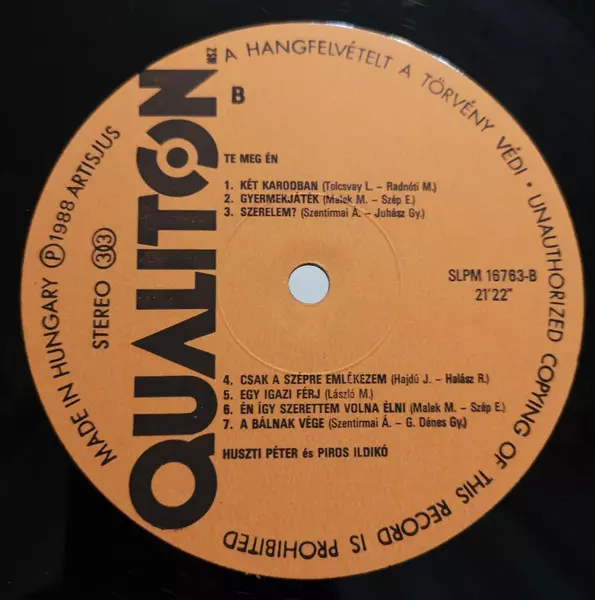 QUALITON
MSZ
B
TE MEG ÉN
1. KÉT KARODBAN (Tolcsvay L. – Radnóti M.)
2. GYERMEKJÁTÉK (Malek M. – Szép E.)
3. SZERELEM? (Szentirmai Á. – Juhász Gy.)
SLPM 16763-B
21'22"
4. CSAK A SZÉPRE EMLÉKEZEM (Hajdú J. – Halász R.)
5. EGY IGAZI FÉRJ (László M.)
6. ÉN ÍGY SZERETTEM VOLNA ÉLNI (Malek M. – Szép E.)
7. A BÁLNAK VÉGE (Szentirmai Á. – G. Dénes Gy.)
HUSZTI PÉTER és PIROS ILDIKÓ
STEREO 33
MADE IN HUNGARY Ⓟ 1988 ARTISJUS
A HANGFELVÉTELT A TÖRVÉNY VÉDI • UNAUTHORIZED COPYING OF THIS RECORD IS PROHIBITED